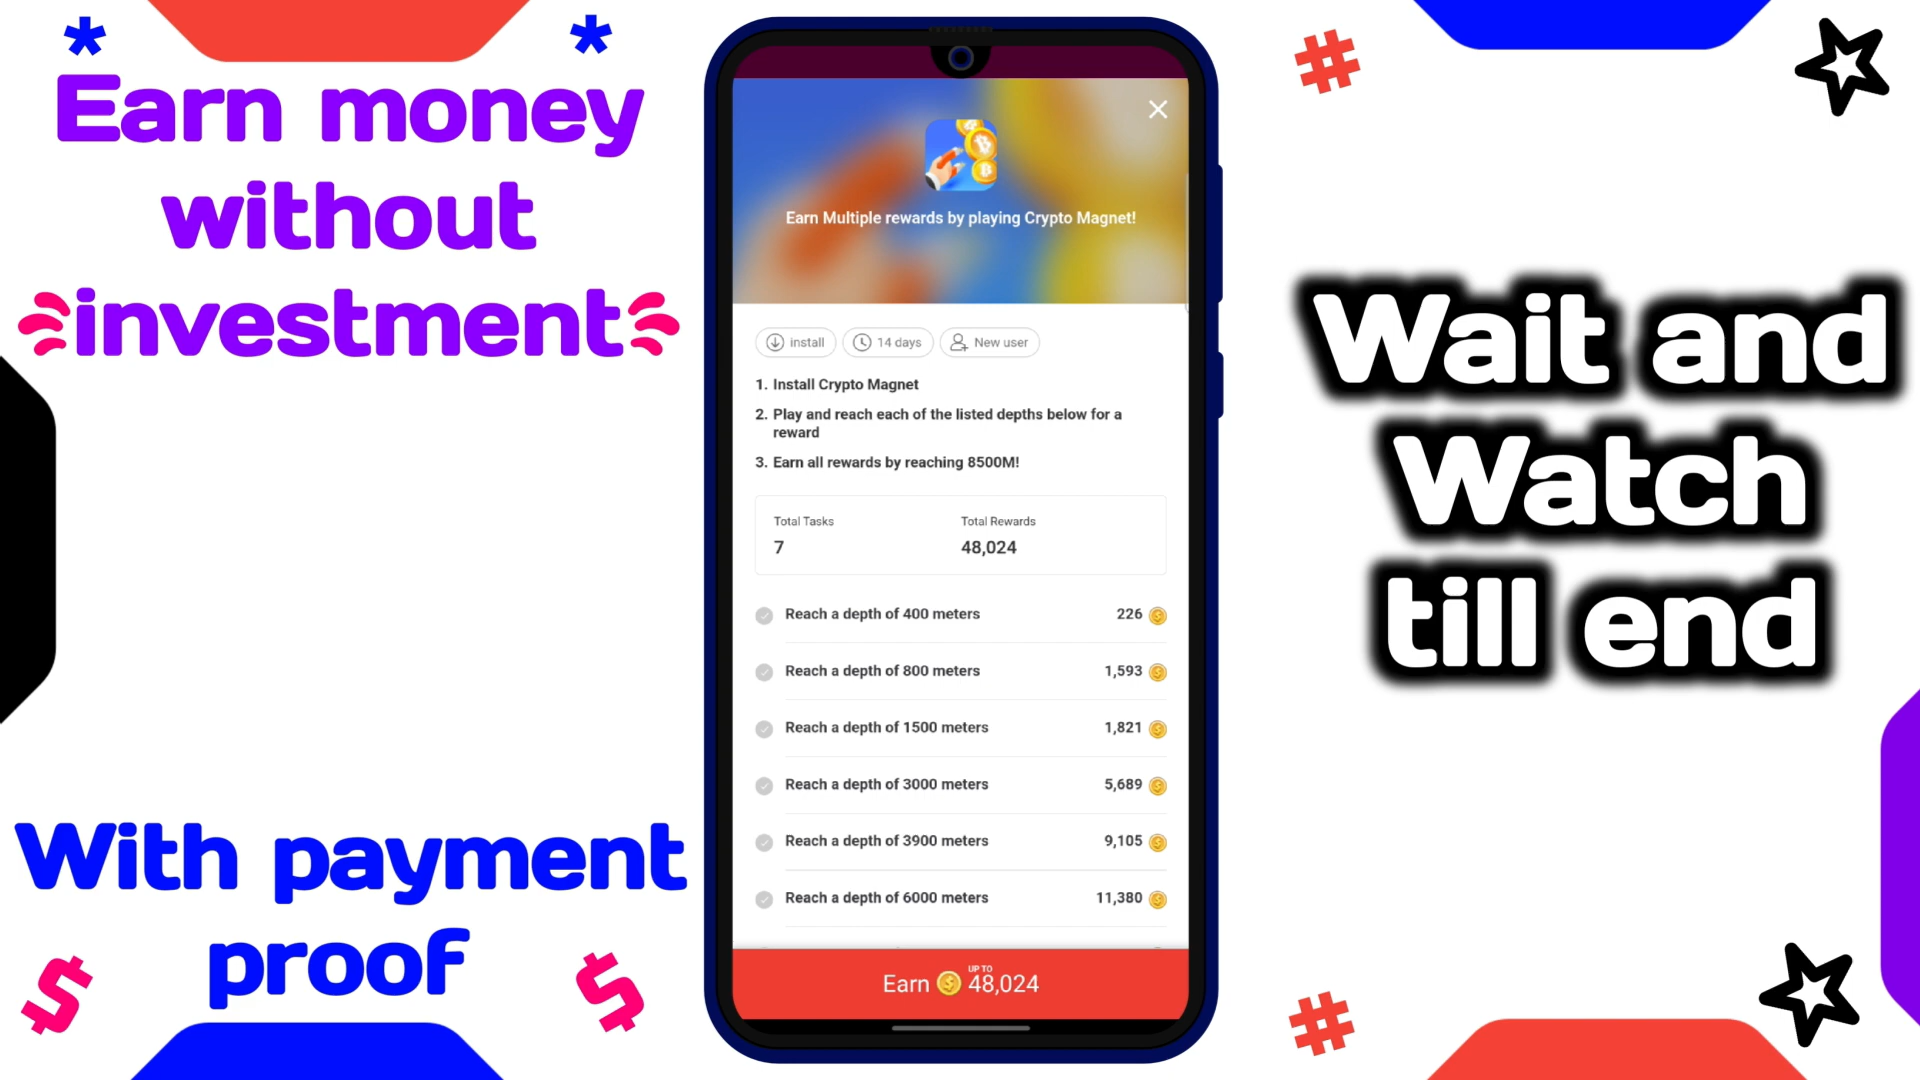 Earn money
without
investment
With payment
proof
Earn Multiple rewards by playing Crypto Magnet!
install
14 days
New user
1. Install Crypto Magnet
2. Play and reach each of the listed depths below for a
reward
3. Earn all rewards by reaching 8500M!
Total Tasks
Total Rewards
7
48,024
Reach a depth of 400 meters 226
Reach a depth of 800 meters 1,593
Reach a depth of 1500 meters 1,821
Reach a depth of 3000 meters 5,689
Reach a depth of 3900 meters 9,105
Reach a depth of 6000 meters 11,380
Earn UP TO 48,024
Wait and
Watch
till end